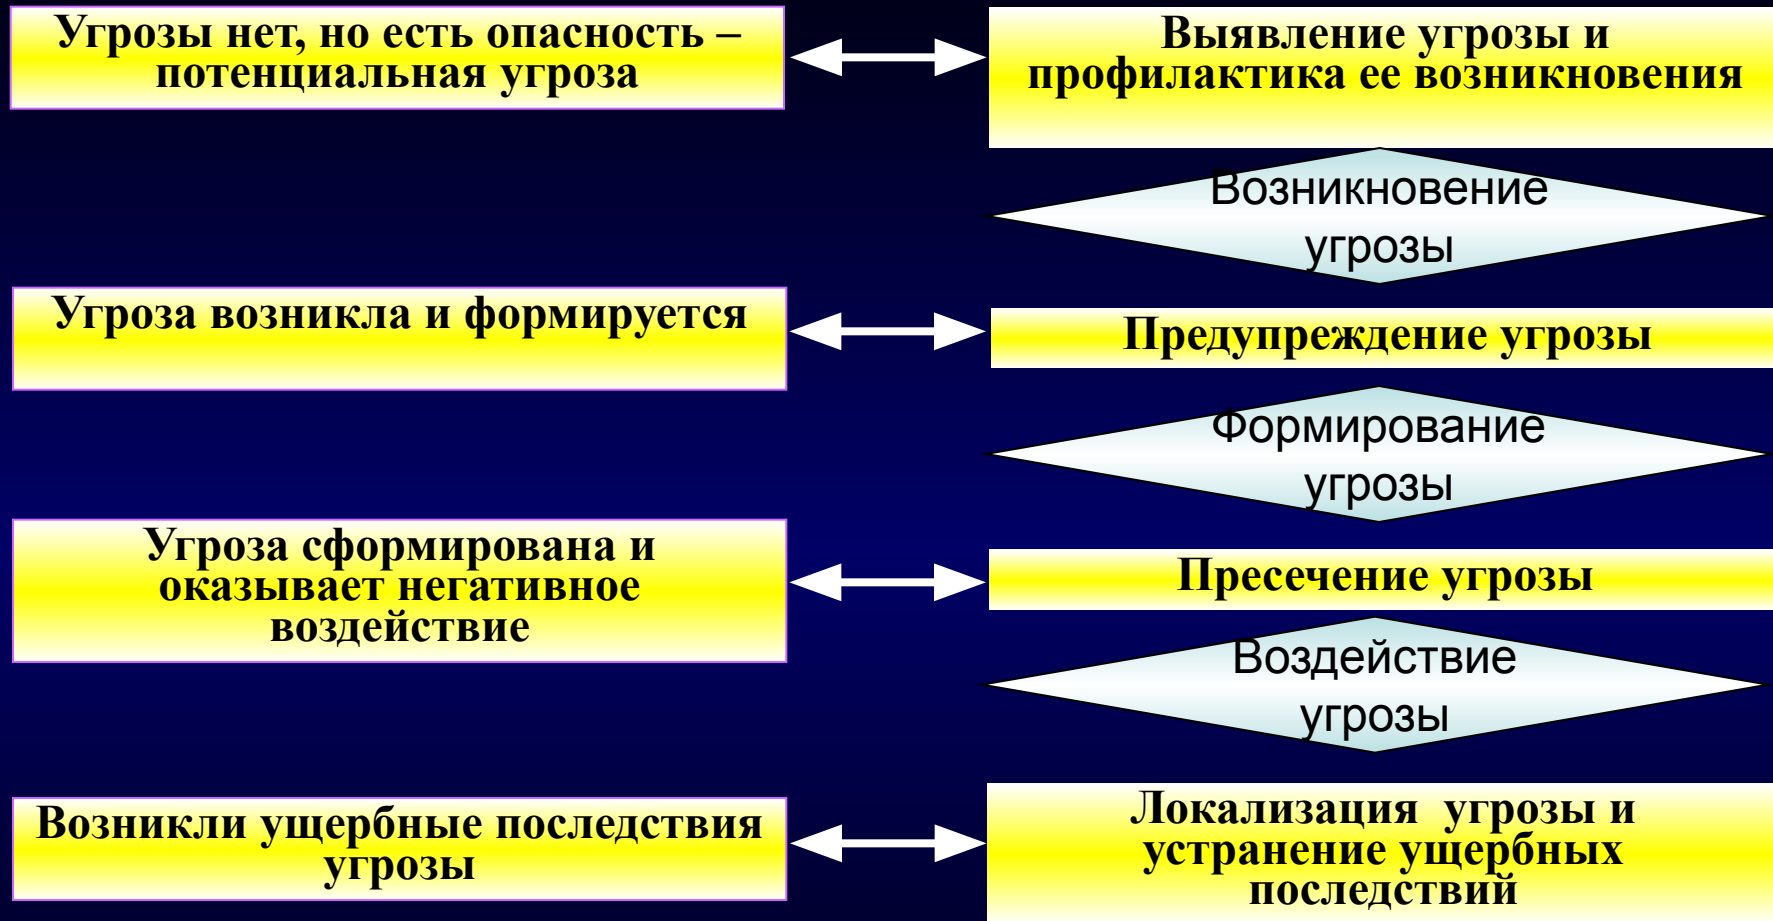 Угрозы нет, но есть опасность –
потенциальная угроза
Выявление угрозы и
профилактика ее возникновения
Возникновение
угрозы
Угроза возникла и формируется
Предупреждение угрозы
Формирование
угрозы
Угроза сформирована и
оказывает негативное
воздействие
Пресечение угрозы
Воздействие
угрозы
Возникли ущербные последствия
угрозы
Локализация угрозы и
устранение ущербных
последствий